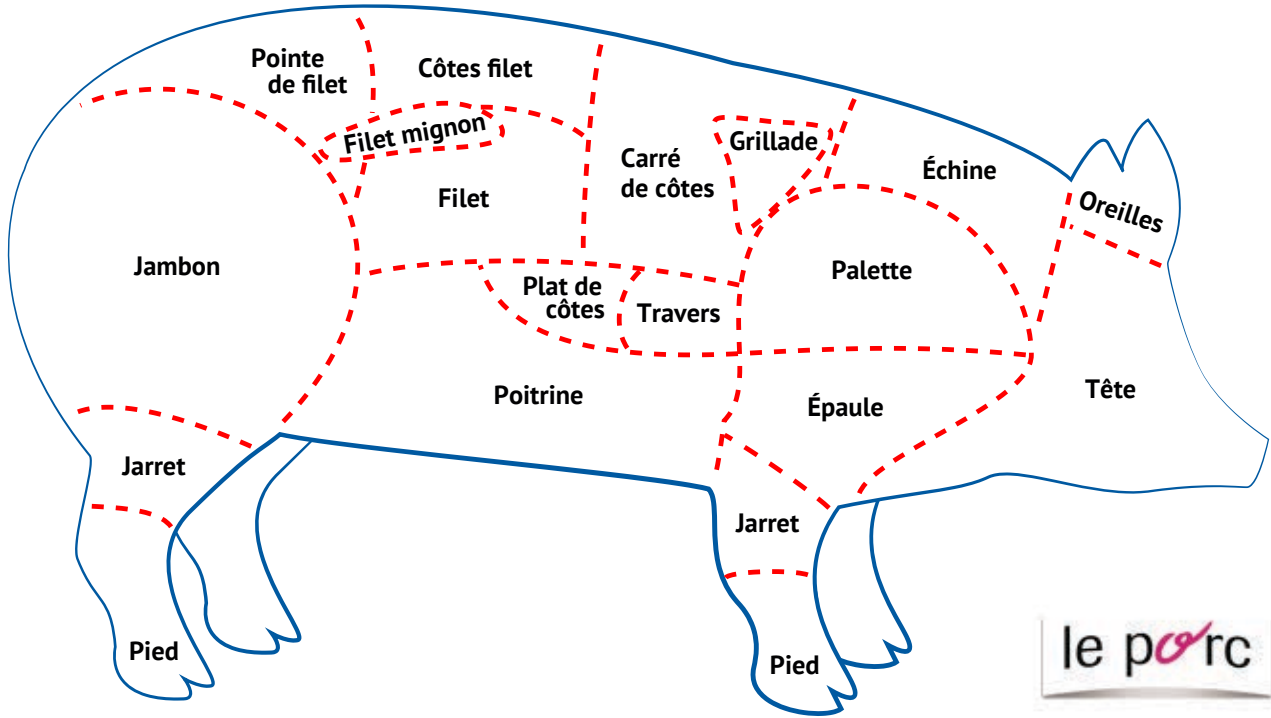 Pointe
de filet
Côtes filet
Filet mignon
Grillade
Carré
de côtes
Échine
Oreilles
Filet
Jambon
Palette
Plat de
côtes
Travers
Poitrine
Épaule
Tête
Jarret
Jarret
Pied
Pied
le porc